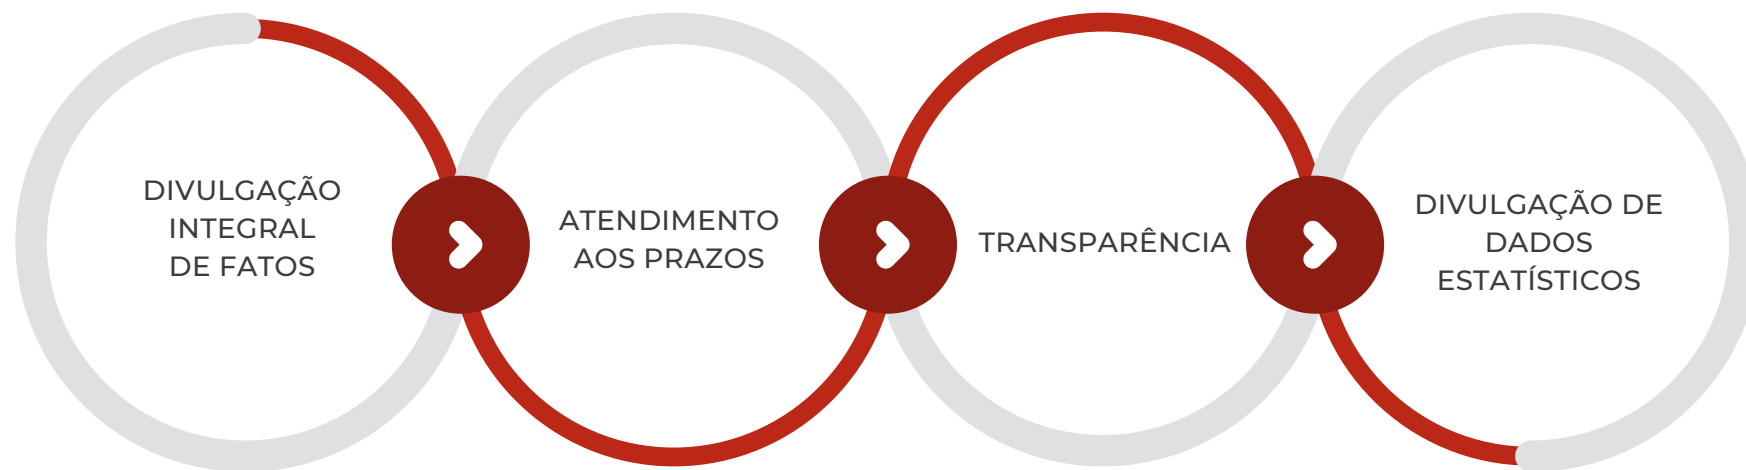 DIVULGAÇÃO
INTEGRAL
DE FATOS
ATENDIMENTO
AOS PRAZOS
TRANSPARÊNCIA
DIVULGAÇÃO DE
DADOS
ESTATÍSTICOS